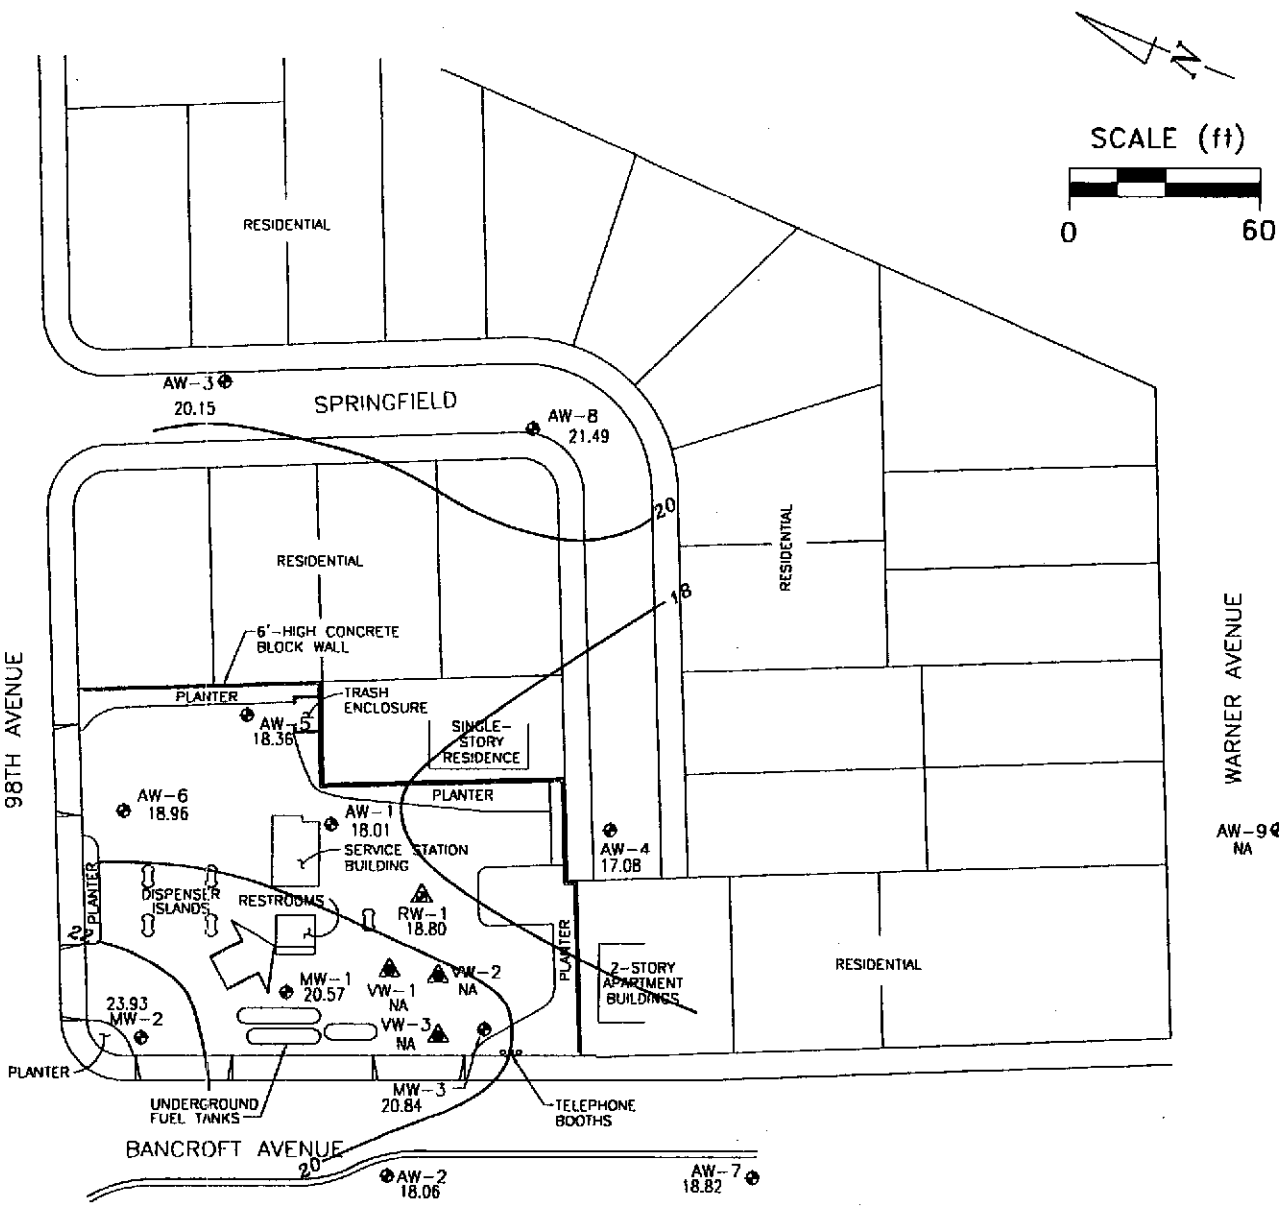 N
SCALE (ft)
0 60
RESIDENTIAL
AW-3
20.15
SPRINGFIELD
AW-8
21.49
20
RESIDENTIAL
RESIDENTIAL
18
6'-HIGH CONCRETE
BLOCK WALL
98TH AVENUE
WARNER AVENUE
PLANTER
TRASH
ENCLOSURE
AW-5
18.36
SINGLE-
STORY
RESIDENCE
PLANTER
AW-6
18.96
AW-1
18.01
SERVICE STATION
BUILDING
AW-4
17.08
AW-9
NA
PLANTER
DISPENSER
ISLANDS
RESTROOMS
RW-1
18.80
22
PLANTER
2-STORY
APARTMENT
BUILDINGS
RESIDENTIAL
MW-1
20.57
VW-1
NA
VW-2
NA
VW-3
NA
23.93
MW-2
PLANTER
MW-3
20.84
UNDERGROUND
FUEL TANKS
TELEPHONE
BOOTHS
BANCROFT AVENUE
20
AW-2
18.06
AW-7
18.82